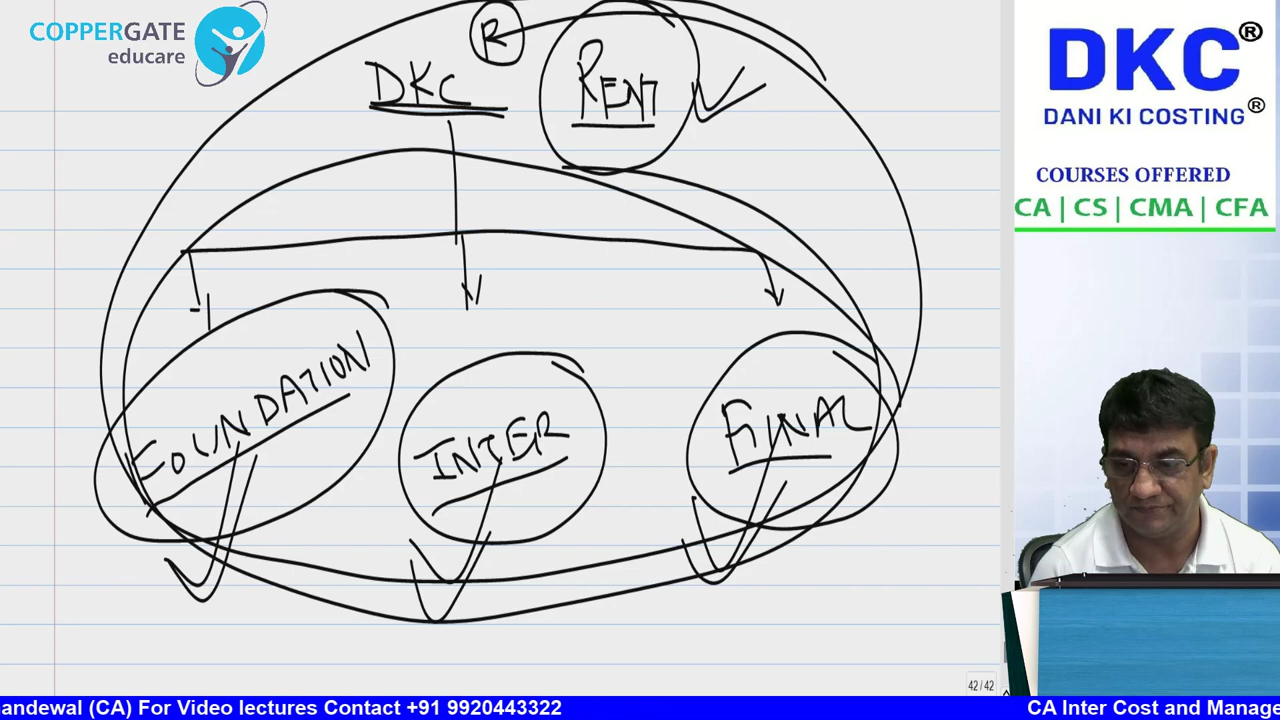 COPPERGATE
educare
R
DKC
RENT
FOUNDATION
INTER
FINAL
DKC®
DANI KI COSTING®
COURSES OFFERED
CA | CS | CMA | CFA
42/42
andewal (CA) For Video lectures Contact +91 9920443322
CA Inter Cost and Manage